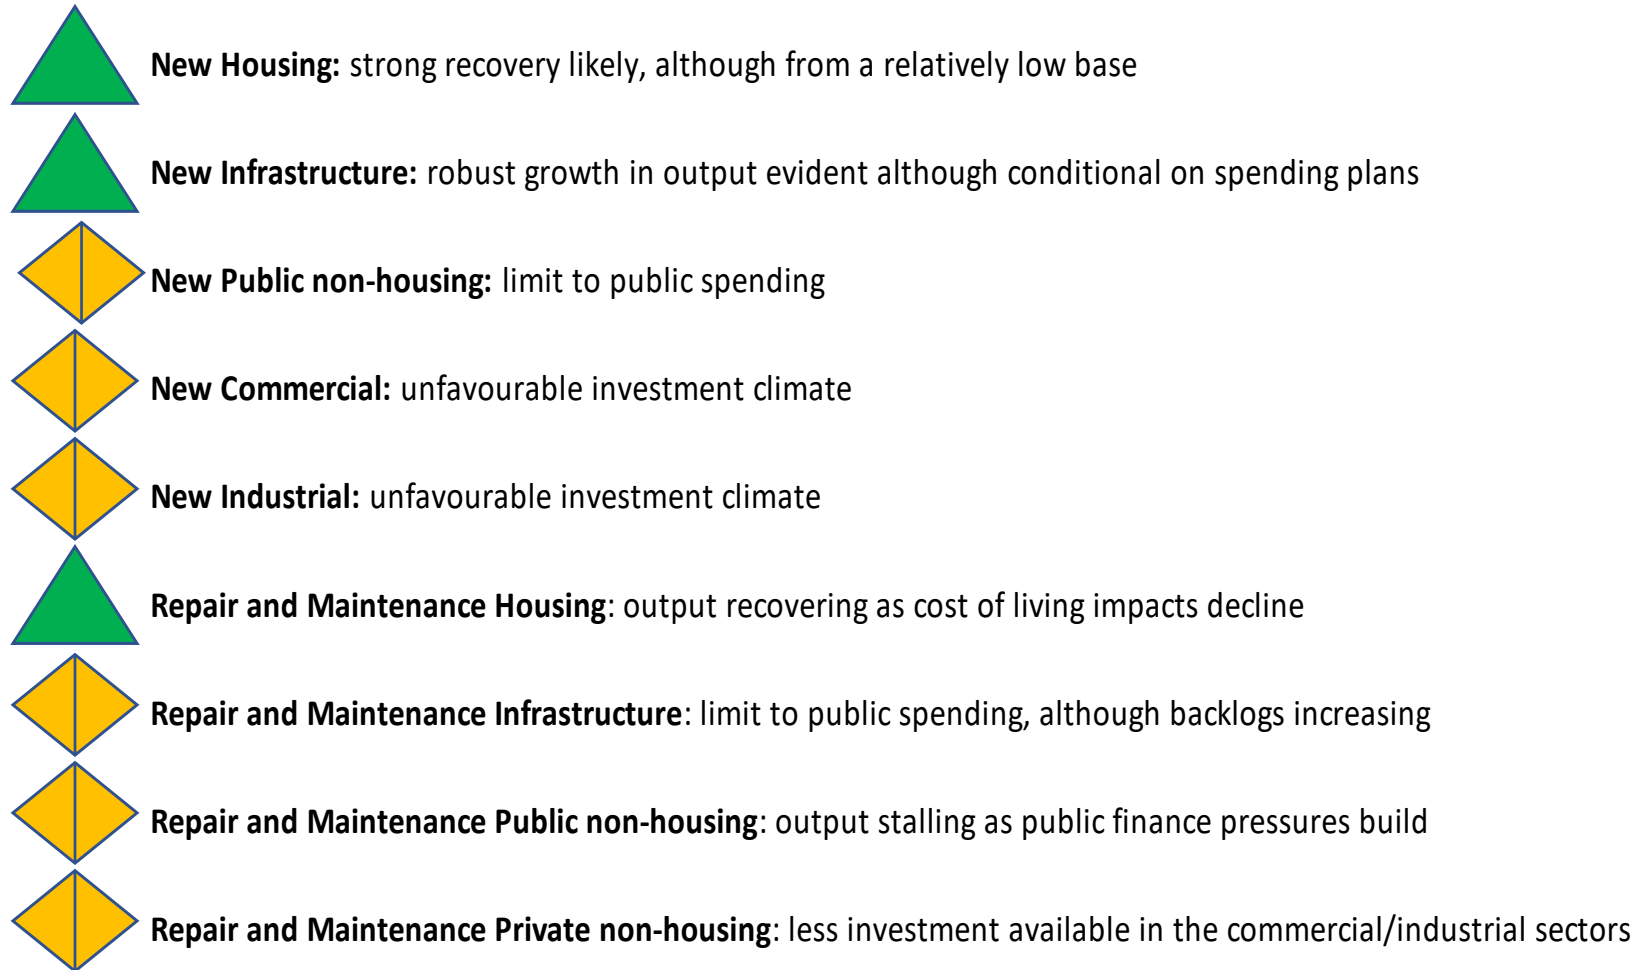 New Housing: strong recovery likely, although from a relatively low base
New Infrastructure: robust growth in output evident although conditional on spending plans
New Public non-housing: limit to public spending
New Commercial: unfavourable investment climate
New Industrial: unfavourable investment climate
Repair and Maintenance Housing: output recovering as cost of living impacts decline
Repair and Maintenance Infrastructure: limit to public spending, although backlogs increasing
Repair and Maintenance Public non-housing: output stalling as public finance pressures build
Repair and Maintenance Private non-housing: less investment available in the commercial/industrial sectors